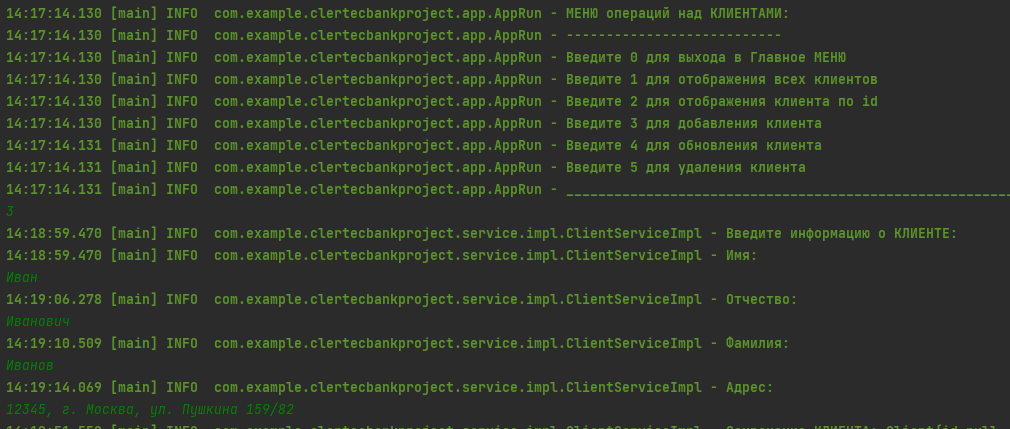 14:17:14.130 [main] INFO  com.example.clertecbankproject.app.AppRun - МЕНЮ операций над КЛИЕНТАМИ:
14:17:14.130 [main] INFO  com.example.clertecbankproject.app.AppRun - ---------------------------
14:17:14.130 [main] INFO  com.example.clertecbankproject.app.AppRun - Введите 0 для выхода в Главное МЕНЮ
14:17:14.130 [main] INFO  com.example.clertecbankproject.app.AppRun - Введите 1 для отображения всех клиентов
14:17:14.130 [main] INFO  com.example.clertecbankproject.app.AppRun - Введите 2 для отображения клиента по id
14:17:14.130 [main] INFO  com.example.clertecbankproject.app.AppRun - Введите 3 для добавления клиента
14:17:14.131 [main] INFO  com.example.clertecbankproject.app.AppRun - Введите 4 для обновления клиента
14:17:14.131 [main] INFO  com.example.clertecbankproject.app.AppRun - Введите 5 для удаления клиента
14:17:14.131 [main] INFO  com.example.clertecbankproject.app.AppRun - ________________________________________________________
3
14:18:59.470 [main] INFO  com.example.clertecbankproject.service.impl.ClientServiceImpl - Введите информацию о КЛИЕНТЕ:
14:18:59.470 [main] INFO  com.example.clertecbankproject.service.impl.ClientServiceImpl - Имя:
Иван
14:19:06.278 [main] INFO  com.example.clertecbankproject.service.impl.ClientServiceImpl - Отчество:
Иванович
14:19:10.509 [main] INFO  com.example.clertecbankproject.service.impl.ClientServiceImpl - Фамилия:
Иванов
14:19:14.069 [main] INFO  com.example.clertecbankproject.service.impl.ClientServiceImpl - Адрес:
12345, г. Москва, ул. Пушкина 159/82